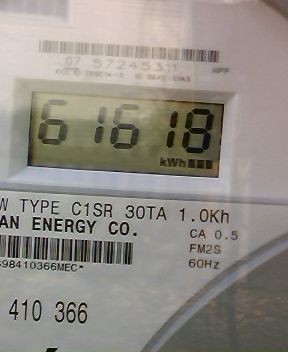 07 57245311
61618
kWh
W TYPE C1SR 30TA 1.0Kh
AN ENERGY CO.
CA 0.5
FM2S
60Hz
98410366MEC*
410 366